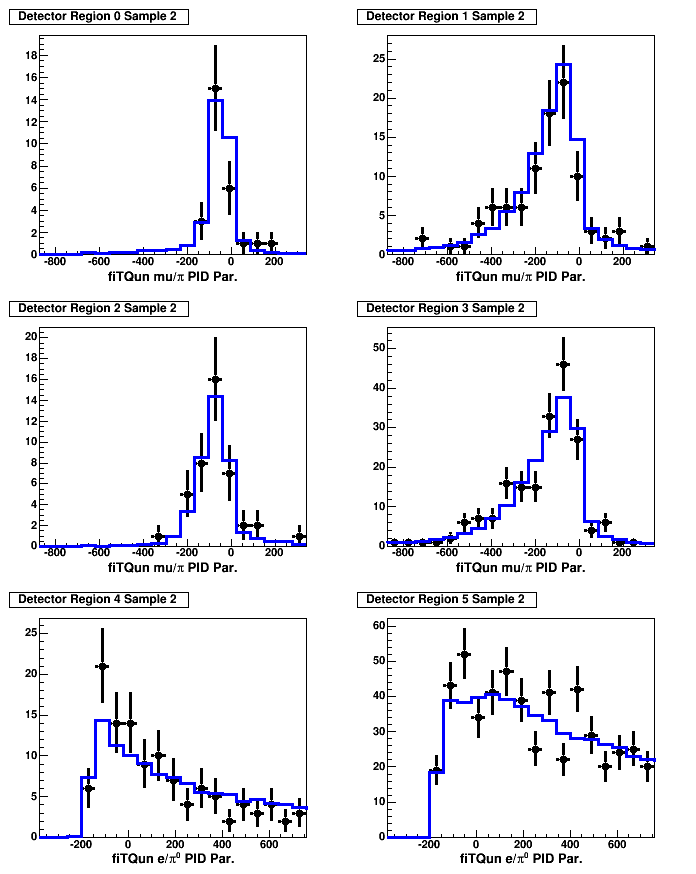 Detector Region 0 Sample 2
18
16
14
12
10
8
6
4
2
0
-800 -600 -400 -200 0 200
fiTQun mu/π PID Par.
Detector Region 1 Sample 2
25
20
15
10
5
0
-800 -600 -400 -200 0 200
fiTQun mu/π PID Par.
Detector Region 2 Sample 2
20
18
16
14
12
10
8
6
4
2
0
-800 -600 -400 -200 0 200
fiTQun mu/π PID Par.
Detector Region 3 Sample 2
50
40
30
20
10
0
-800 -600 -400 -200 0 200
fiTQun mu/π PID Par.
Detector Region 4 Sample 2
25
20
15
10
5
0
-200 0 200 400 600
fiTQun e/π⁰ PID Par.
Detector Region 5 Sample 2
60
50
40
30
20
10
0
-200 0 200 400 600
fiTQun e/π⁰ PID Par.